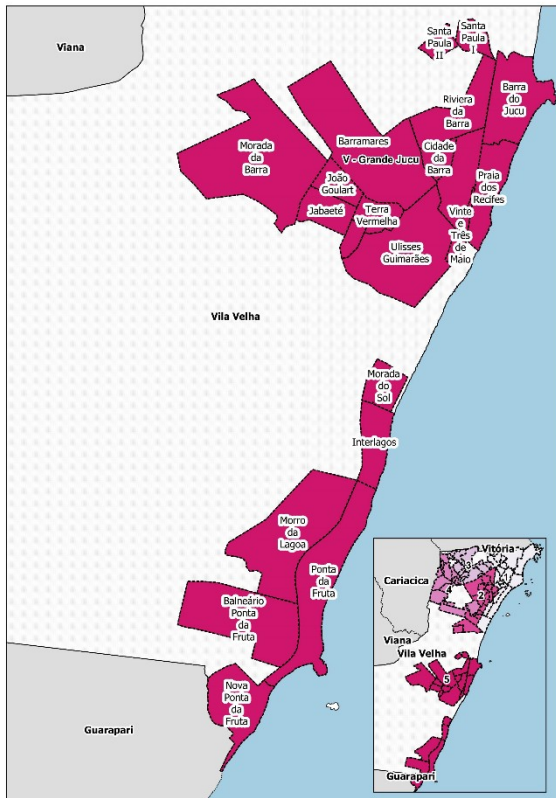 Viana
Santa
Paula
II
Santa
Paula
I
Barra
do
Jucu
Riviera
da
Barra
Barramares
Morada
da
Barra
V - Grande Jucu
Cidade
da
Barra
João
Goulart
Praia
dos
Recifes
Jabaeté
Terra
Vermelha
Vinte
e
Três
de
Maio
Ulisses
Guimarães
Vila Velha
Morada
do
Sol
Interlagos
Morro
da
Lagoa
Ponta
da
Fruta
Balneário
Ponta
da
Fruta
Nova
Ponta
da
Fruta
Guarapari
Vitória
3
Cariacica
4
2
1
Viana
Vila Velha
5
Guarapari